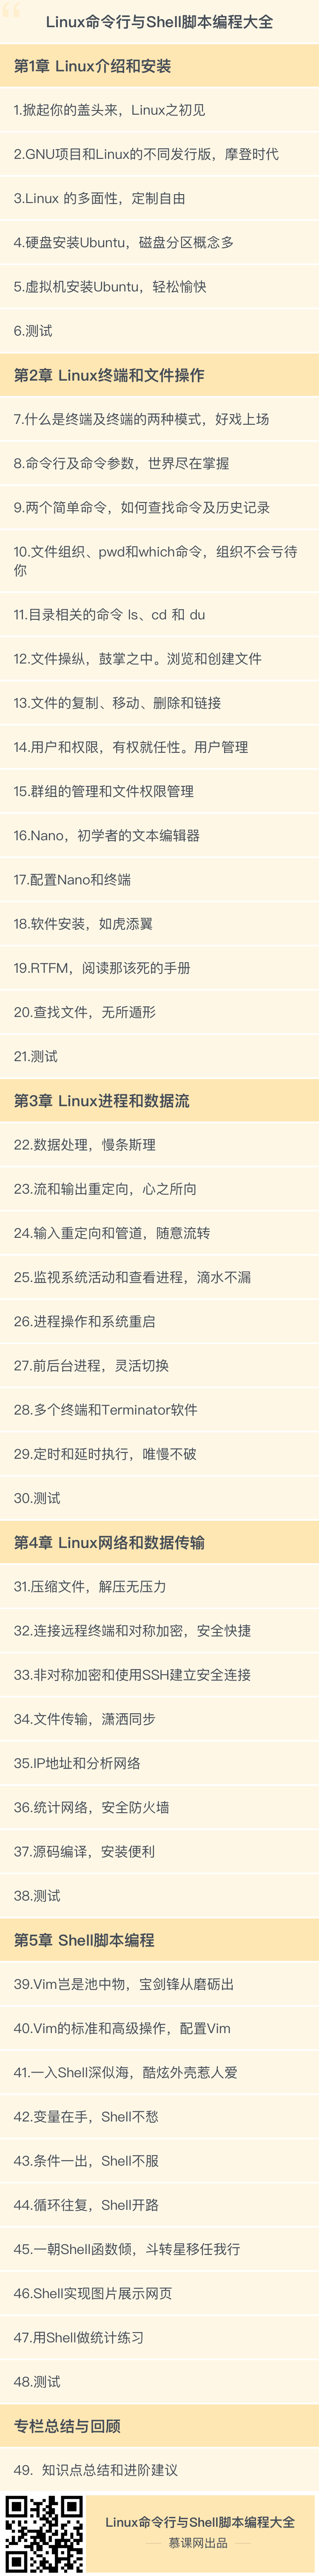 Linux命令行与Shell脚本编程大全
第1章 Linux介绍和安装
1.掀起你的盖头来，Linux之初见
2.GNU项目和Linux的不同发行版，摩登时代
3.Linux 的多面性，定制自由
4.硬盘安装Ubuntu，磁盘分区概念多
5.虚拟机安装Ubuntu，轻松愉快
6.测试
第2章 Linux终端和文件操作
7.什么是终端及终端的两种模式，好戏上场
8.命令行及命令参数，世界尽在掌握
9.两个简单命令，如何查找命令及历史记录
10.文件组织、pwd和which命令，组织不会亏待
你
11.目录相关的命令 ls、cd 和 du
12.文件操纵，鼓掌之中。浏览和创建文件
13.文件的复制、移动、删除和链接
14.用户和权限，有权就任性。用户管理
15.群组的管理和文件权限管理
16.Nano，初学者的文本编辑器
17.配置Nano和终端
18.软件安装，如虎添翼
19.RTFM，阅读那该死的手册
20.查找文件，无所遁形
21.测试
第3章 Linux进程和数据流
22.数据处理，慢条斯理
23.流和输出重定向，心之所向
24.输入重定向和管道，随意流转
25.监视系统活动和查看进程，滴水不漏
26.进程操作和系统重启
27.前后台进程，灵活切换
28.多个终端和Terminator软件
29.定时和延时执行，唯慢不破
30.测试
第4章 Linux网络和数据传输
31.压缩文件，解压无压力
32.连接远程终端和对称加密，安全快捷
33.非对称加密和使用SSH建立安全连接
34.文件传输，潇洒同步
35.IP地址和分析网络
36.统计网络，安全防火墙
37.源码编译，安装便利
38.测试
第5章 Shell脚本编程
39.Vim岂是池中物，宝剑锋从磨砺出
40.Vim的标准和高级操作，配置Vim
41.一入Shell深似海，酷炫外壳惹人爱
42.变量在手，Shell不愁
43.条件一出，Shell不服
44.循环往复，Shell开路
45.一朝Shell函数倾，斗转星移任我行
46.Shell实现图片展示网页
47.用Shell做统计练习
48.测试
专栏总结与回顾
49. 知识点总结和进阶建议
Linux命令行与Shell脚本编程大全
慕课网出品